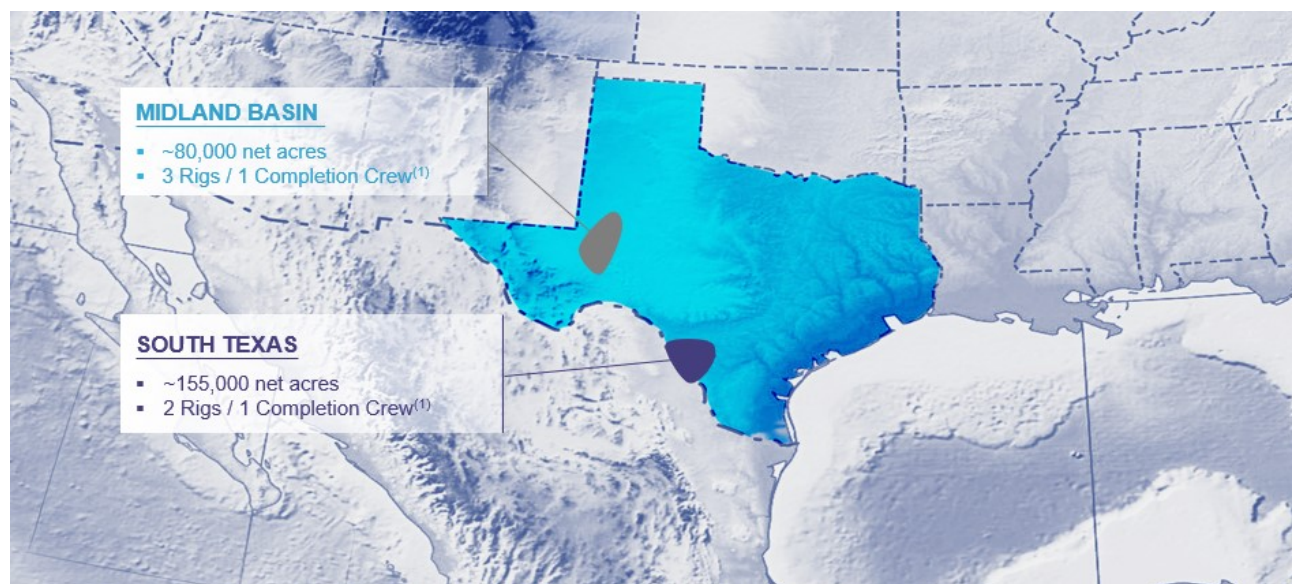 MIDLAND BASIN
▪ ~80,000 net acres
▪ 3 Rigs / 1 Completion Crew(1)
SOUTH TEXAS
▪ ~155,000 net acres
▪ 2 Rigs / 1 Completion Crew(1)